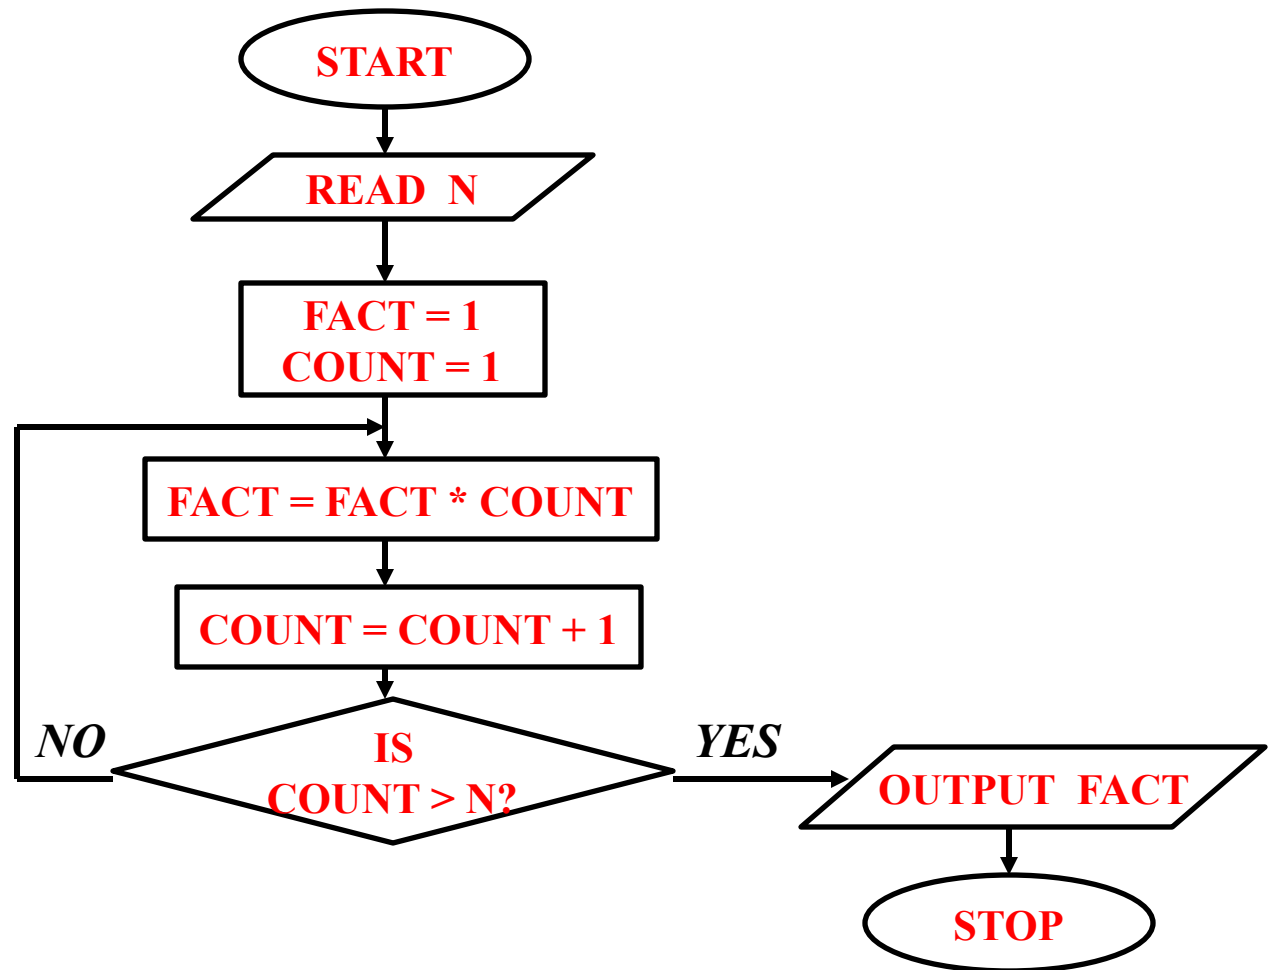 START
READ N
FACT = 1
COUNT = 1
FACT = FACT * COUNT
COUNT = COUNT + 1
IS
COUNT > N?
NO
YES
OUTPUT FACT
STOP